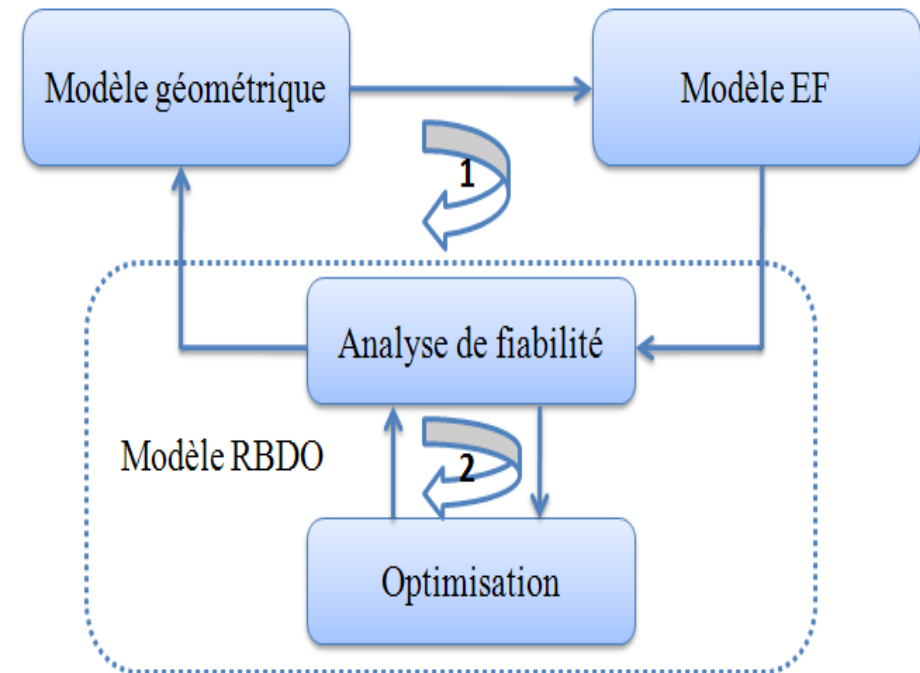 Modèle géométrique
Modèle EF
1
Analyse de fiabilité
Modèle RBDO
2
Optimisation